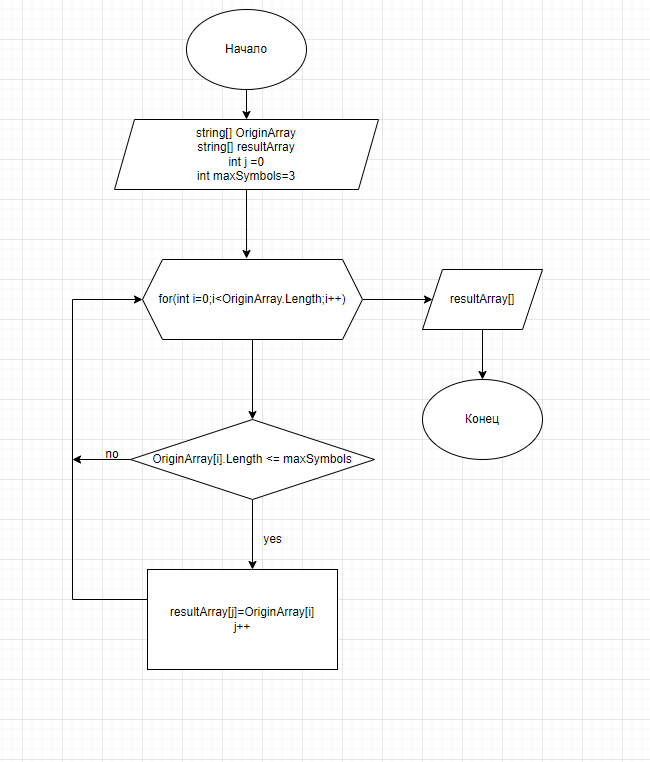 Начало
string[] OriginArray
string[] resultArray
int j =0
int maxSymbols=3
for(int i=0;i<OriginArray.Length;i++)
resultArray[]
Конец
OriginArray[i].Length <= maxSymbols
no
yes
resultArray[j]=OriginArray[i]
j++